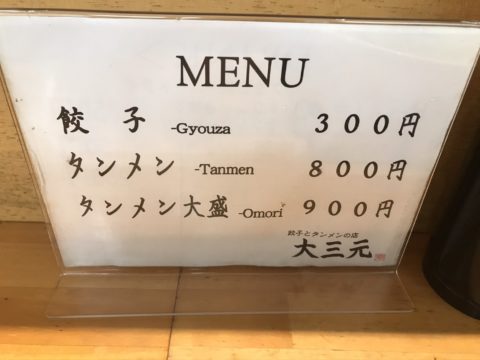 MENU
餃子 -Gyouza ３００円
タンメン -Tanmen ８００円
タンメン大盛 -Omori ９００円
餃子とタンメンの店
大三元